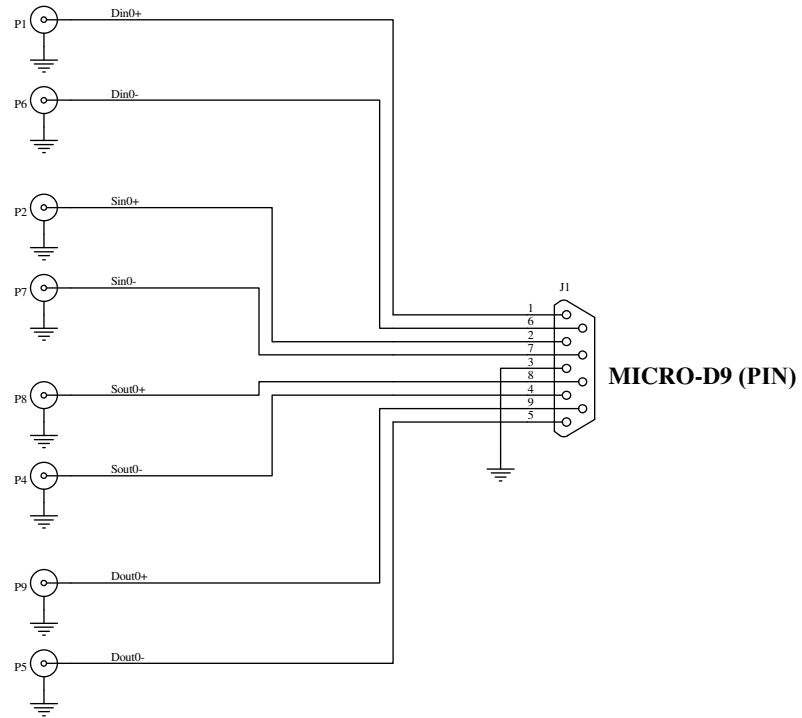 P1
Din0+
P6
Din0-
P2
Sin0+
P7
Sin0-
P8
Sout0+
P4
Sout0-
P9
Dout0+
P5
Dout0-
J1
1
6
2
7
3
8
4
9
5
MICRO-D9 (PIN)